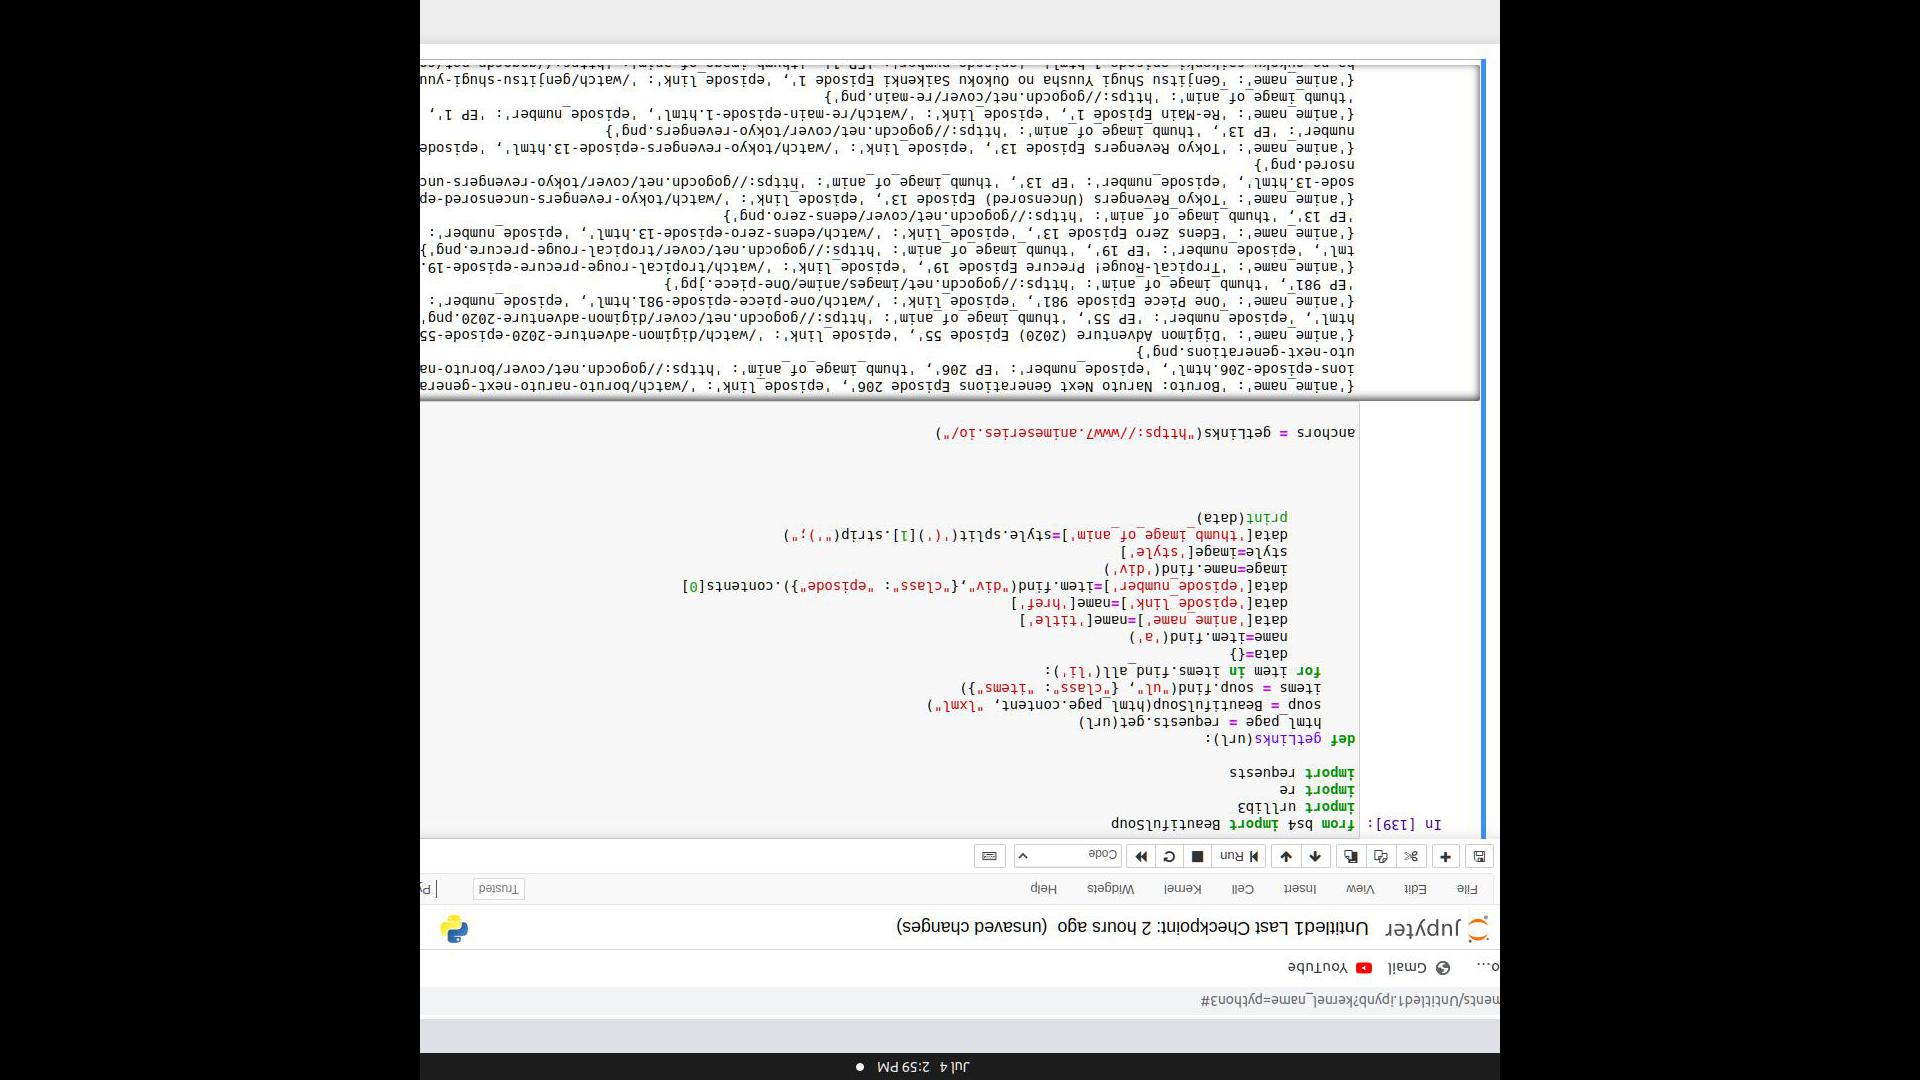 Jul 4 2:59 PM
ments/Untitled1.ipynb?kernel_name=python3#
o... Gmail YouTube
jupyter Untitled1 Last Checkpoint: 2 hours ago (unsaved changes)
File Edit View Insert Cell Kernel Widgets Help Trusted Py
Run Code
In [139]: from bs4 import BeautifulSoup
import urllib3
import re
import requests
def getLinks(url):
html_page = requests.get(url)
soup = BeautifulSoup(html_page.content, "lxml")
items = soup.find("ul", {"class": "items"})
for item in items.find_all('li'):
data={}
name=item.find('a')
data['anime_name']=name['title']
data['episode_link']=name['href']
data['episode_number']=item.find("div",{"class": "episode"}).contents[0]
image=name.find('div')
style=image['style']
data['thumb_image_of_anim']=style.split('(')[1].strip("');")
print(data)
anchors = getLinks("https://www7.animeseries.io/")
{'anime_name': 'Boruto: Naruto Next Generations Episode 206', 'episode_link': '/watch/boruto-naruto-next-genera
ions-episode-206.html', 'episode_number': 'EP 206', 'thumb_image_of_anim': 'https://gogocdn.net/cover/boruto-na
uto-next-generations.png'}
{'anime_name': 'Digimon Adventure (2020) Episode 55', 'episode_link': '/watch/digimon-adventure-2020-episode-55
html', 'episode_number': 'EP 55', 'thumb_image_of_anim': 'https://gogocdn.net/cover/digimon-adventure-2020.png'
{'anime_name': 'One Piece Episode 981', 'episode_link': '/watch/one-piece-episode-981.html', 'episode_number':
'EP 981', 'thumb_image_of_anim': 'https://gogocdn.net/images/anime/One-piece.jpg'}
{'anime_name': 'Tropical-Rouge! Precure Episode 19', 'episode_link': '/watch/tropical-rouge-precure-episode-19.
tml', 'episode_number': 'EP 19', 'thumb_image_of_anim': 'https://gogocdn.net/cover/tropical-rouge-precure.png'}
{'anime_name': 'Edens Zero Episode 13', 'episode_link': '/watch/edens-zero-episode-13.html', 'episode_number':
'EP 13', 'thumb_image_of_anim': 'https://gogocdn.net/cover/edens-zero.png'}
{'anime_name': 'Tokyo Revengers (Uncensored) Episode 13', 'episode_link': '/watch/tokyo-revengers-uncensored-ep
sode-13.html', 'episode_number': 'EP 13', 'thumb_image_of_anim': 'https://gogocdn.net/cover/tokyo-revengers-unc
nsored.png'}
{'anime_name': 'Tokyo Revengers Episode 13', 'episode_link': '/watch/tokyo-revengers-episode-13.html', 'episode
number': 'EP 13', 'thumb_image_of_anim': 'https://gogocdn.net/cover/tokyo-revengers.png'}
{'anime_name': 'Re-Main Episode 1', 'episode_link': '/watch/re-main-episode-1.html', 'episode_number': 'EP 1',
'thumb_image_of_anim': 'https://gogocdn.net/cover/re-main.png'}
{'anime_name': 'Genjitsu Shugi Yuusha no Oukoku Saikenki Episode 1', 'episode_link': '/watch/genjitsu-shugi-yuu